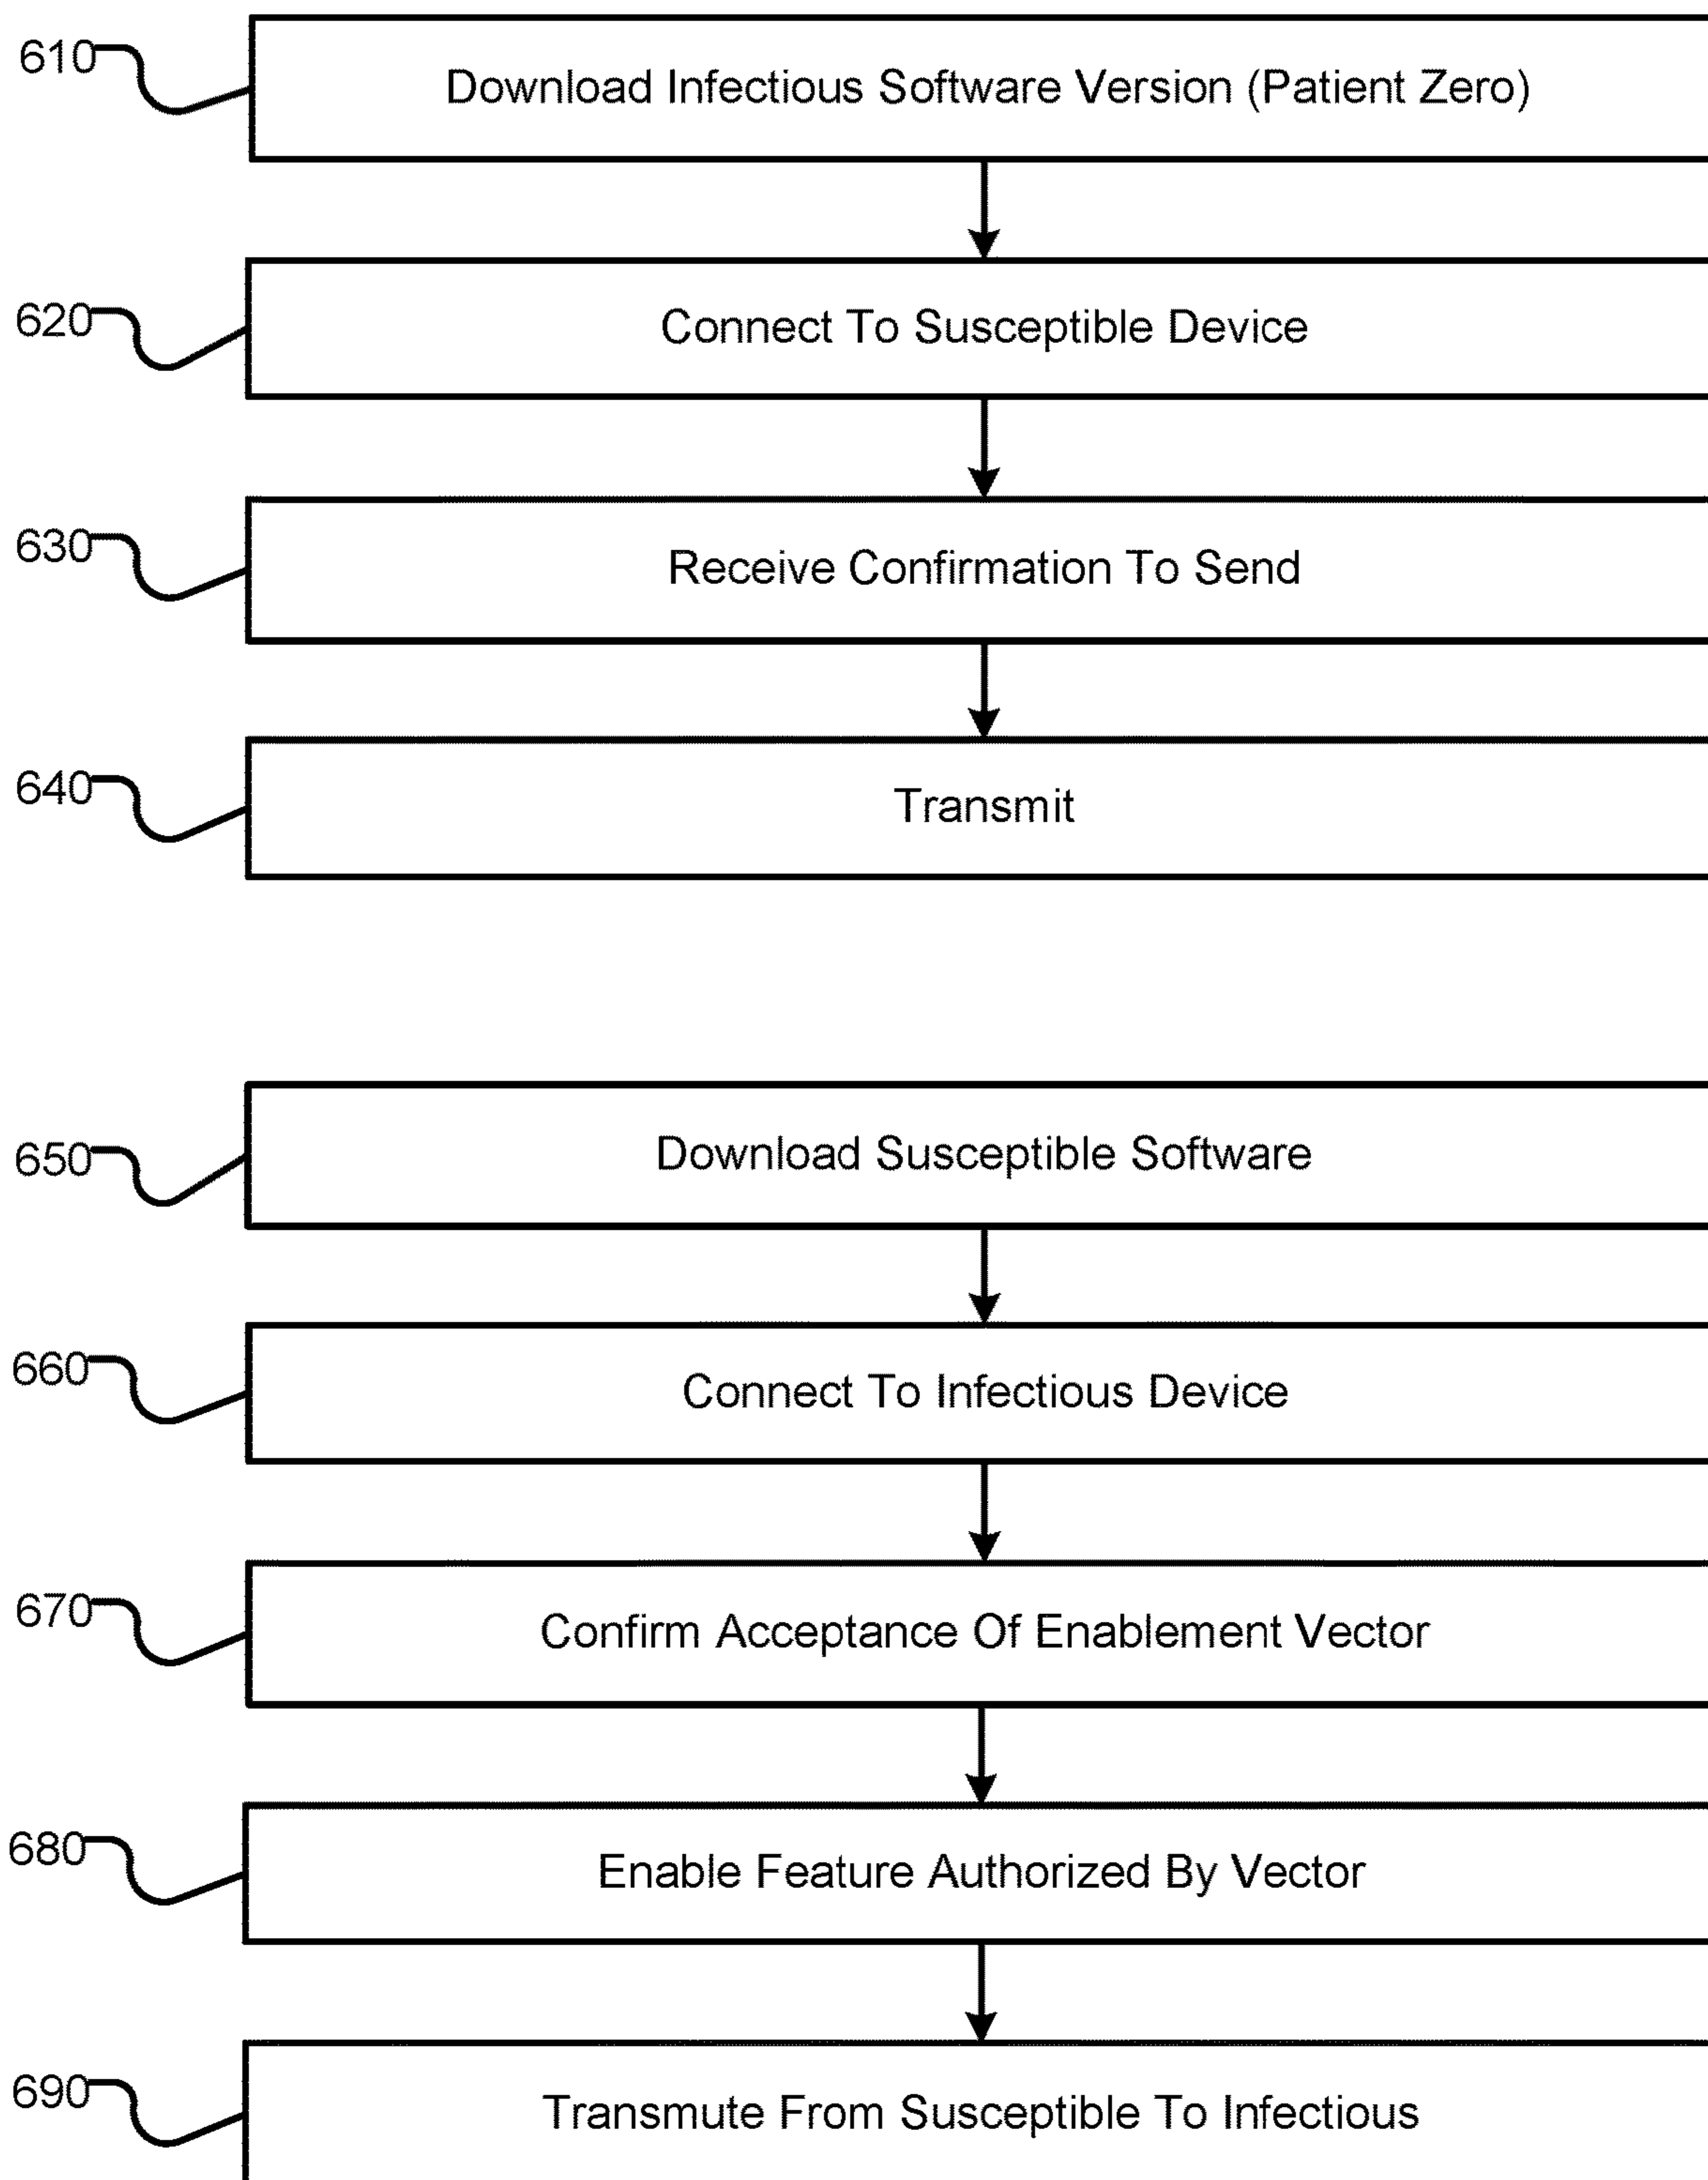 610
Download Infectious Software Version (Patient Zero)
620
Connect To Susceptible Device
630
Receive Confirmation To Send
640
Transmit
650
Download Susceptible Software
660
Connect To Infectious Device
670
Confirm Acceptance Of Enablement Vector
680
Enable Feature Authorized By Vector
690
Transmute From Susceptible To Infectious